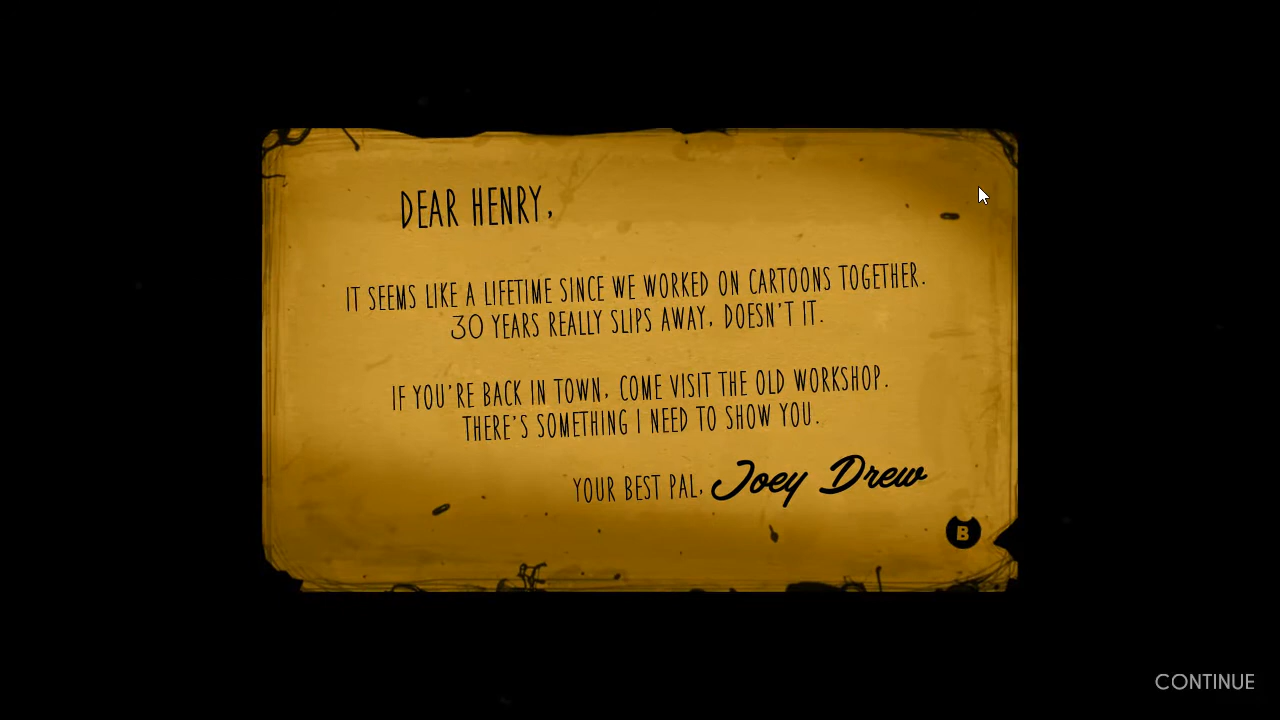 DEAR HENRY,
IT SEEMS LIKE A LIFETIME SINCE WE WORKED ON CARTOONS TOGETHER.
30 YEARS REALLY SLIPS AWAY, DOESN'T IT.
IF YOU'RE BACK IN TOWN, COME VISIT THE OLD WORKSHOP.
THERE'S SOMETHING I NEED TO SHOW YOU.
YOUR BEST PAL, Joey Drew
B
CONTINUE